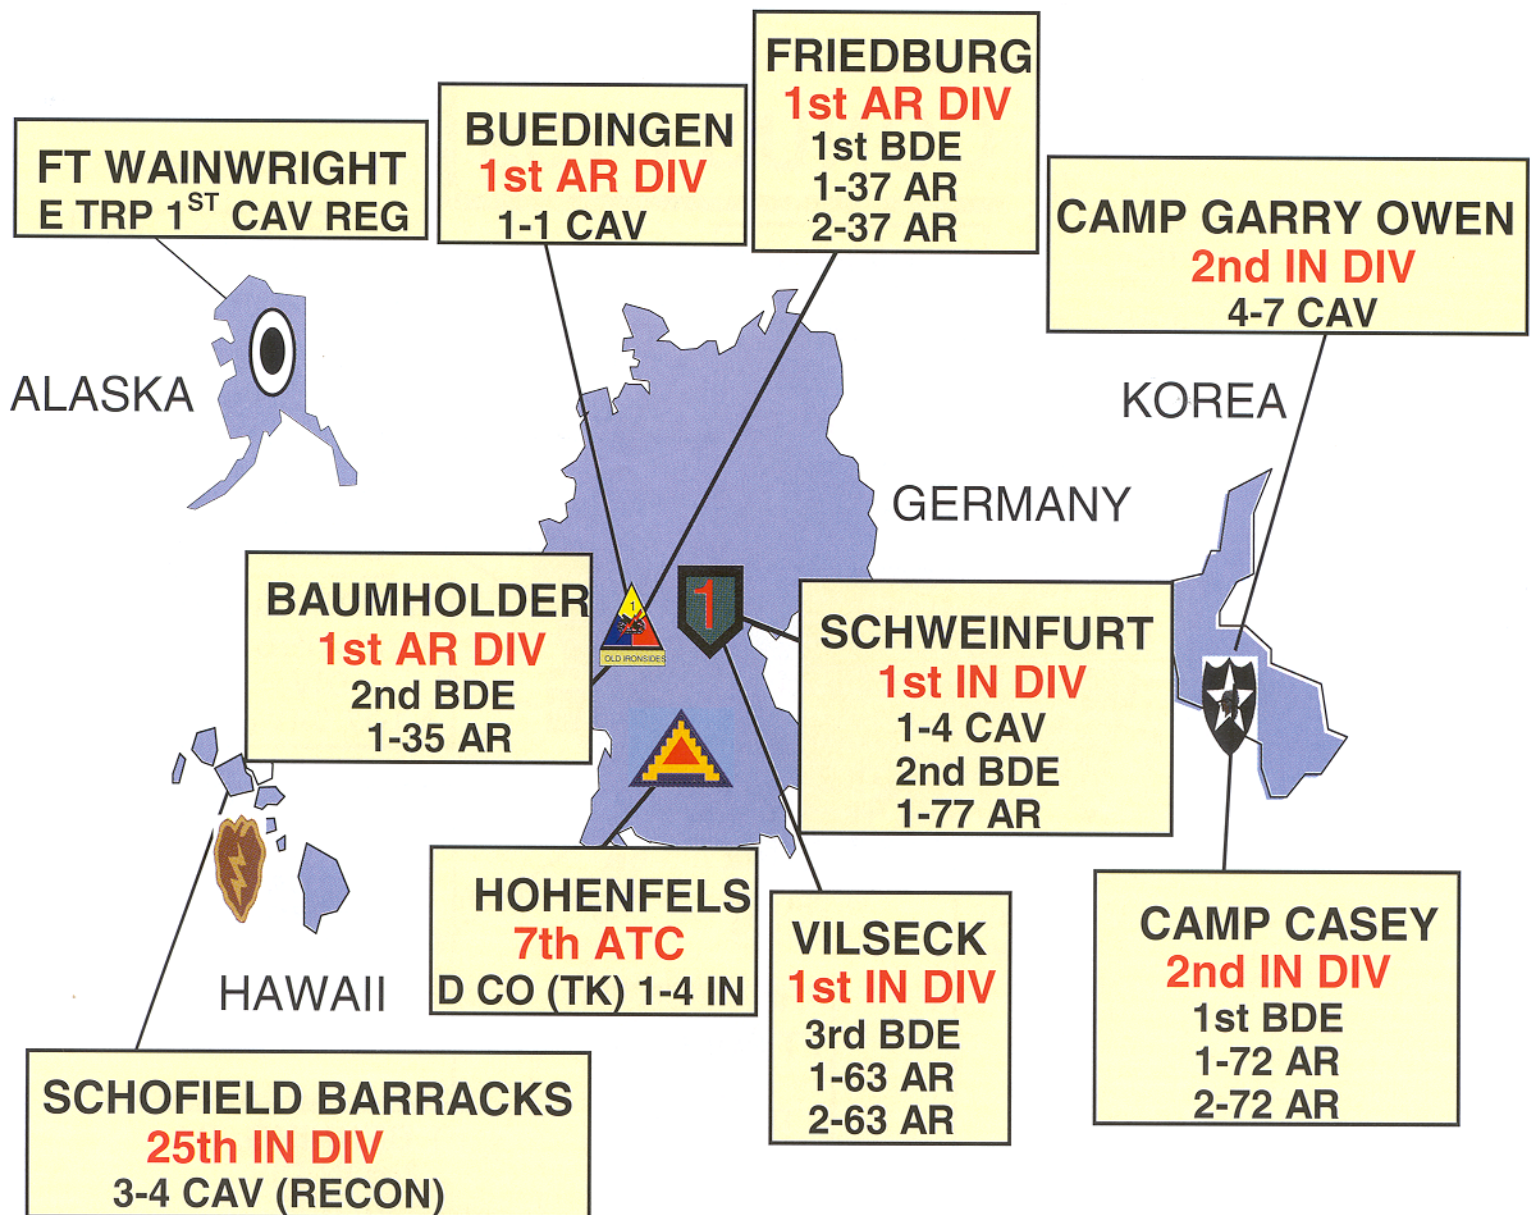 FRIEDBURG
1st AR DIV
1st BDE
1-37 AR
2-37 AR
BUEDINGEN
1st AR DIV
1-1 CAV
FT WAINWRIGHT
E TRP 1ST CAV REG
CAMP GARRY OWEN
2nd IN DIV
4-7 CAV
ALASKA
KOREA
GERMANY
BAUMHOLDER
1st AR DIV
2nd BDE
1-35 AR
1
OLD IRONSIDES
1
SCHWEINFURT
1st IN DIV
1-4 CAV
2nd BDE
1-77 AR
HOHENFELS
7th ATC
D CO (TK) 1-4 IN
VILSECK
1st IN DIV
3rd BDE
1-63 AR
2-63 AR
CAMP CASEY
2nd IN DIV
1st BDE
1-72 AR
2-72 AR
HAWAII
SCHOFIELD BARRACKS
25th IN DIV
3-4 CAV (RECON)